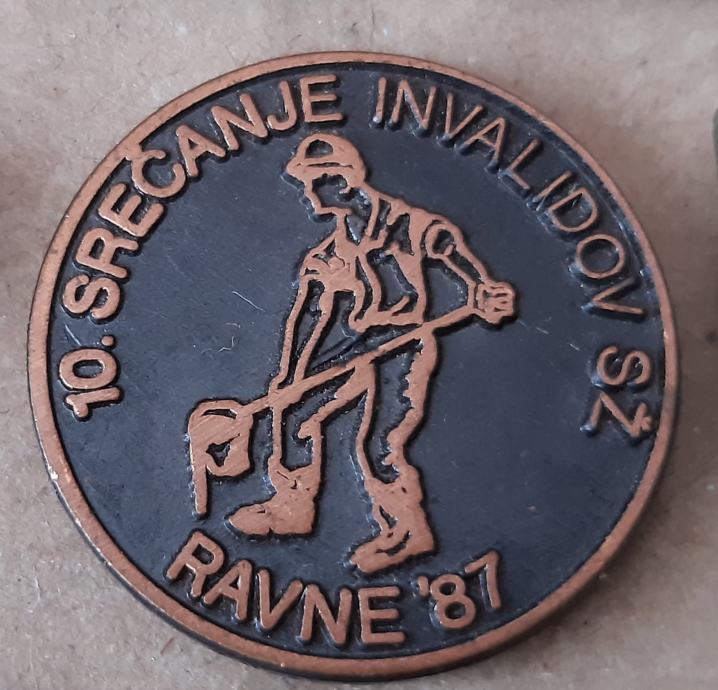 10. SREČANJE INVALIDOV SŽ
RAVNE '87